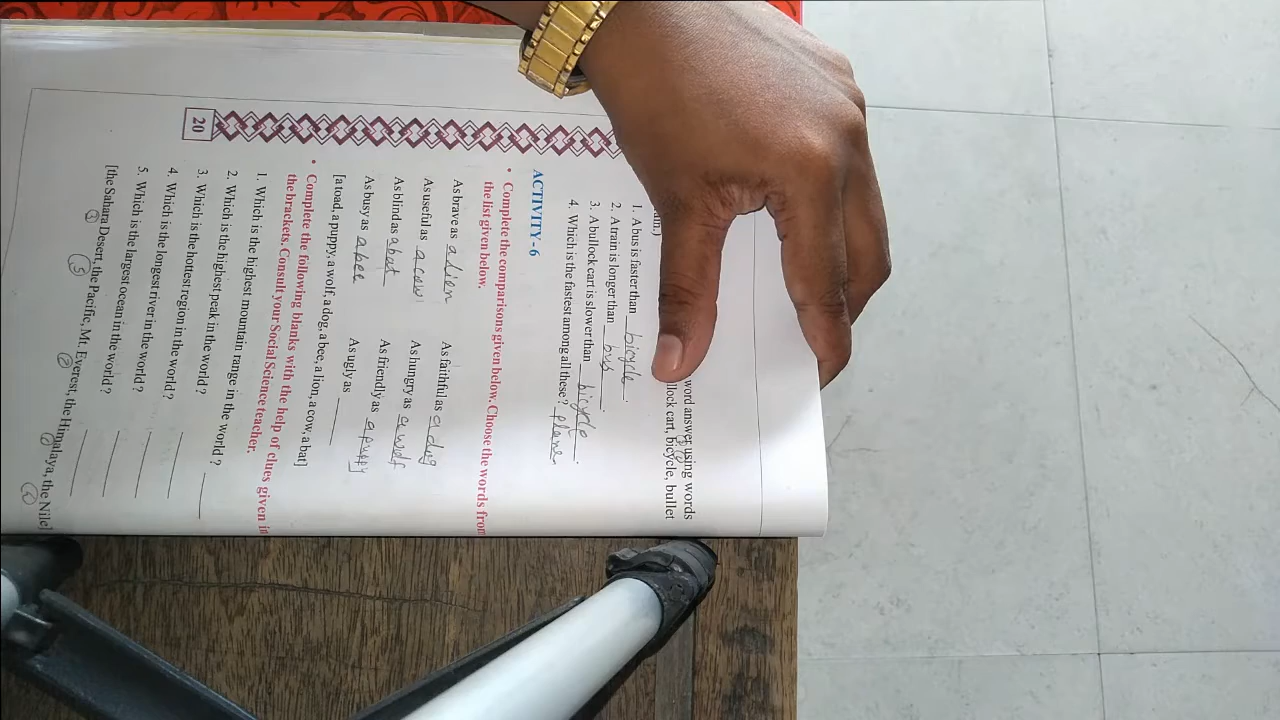 word answer using words
um.] llock cart, bicycle, bullet
1. A bus is faster than bicycle.
2. A train is longer than bus.
3. A bullock cart is slower than bicycle.
4. Which is the fastest among all these? Plane
ACTIVITY - 6
• Complete the comparisons given below. Choose the words from
the list given below.
As brave as a lion As faithful as a dog
As useful as a cow As hungry as a wolf
As blind as a bat As friendly as a puppy
As busy as a bee As ugly as
[a toad, a puppy, a wolf, a dog, a bee, a lion, a cow, a bat]
• Complete the following blanks with the help of clues given in
the brackets. Consult your Social Science teacher.
1. Which is the highest mountain range in the world?
2. Which is the highest peak in the world?
3. Which is the hottest region in the world?
4. Which is the longest river in the world?
5. Which is the largest ocean in the world?
[the Sahara Desert, the Pacific, Mt. Everest, the Himalaya, the Nile]
3 5 2
20